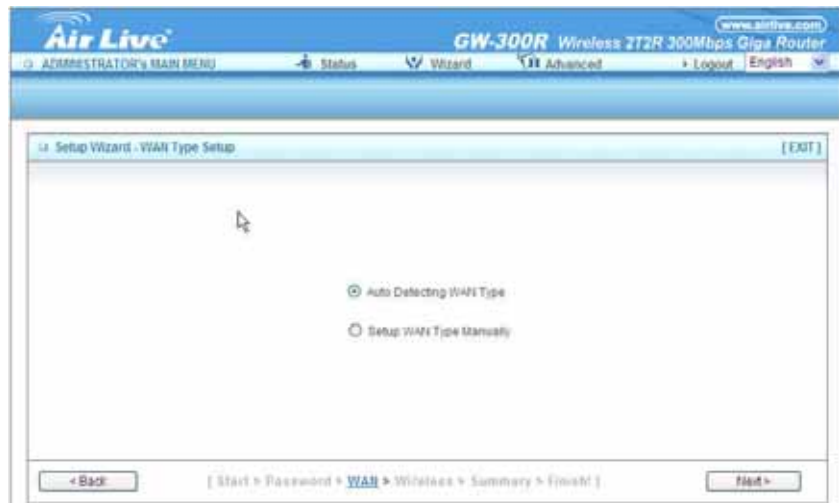 Air Live
www.airlive.com
GW-300R Wireless 2T2R 300Mbps Giga Router
ADMINISTRATOR's MAIN MENU Status Wizard Advanced Logout English
Setup Wizard - WAN Type Setup [ EXIT ]
Auto Detecting WAN Type
Setup WAN Type Manually
< Back [ Start > Password > WAN > Wireless > Summary > Finish! ] Next >